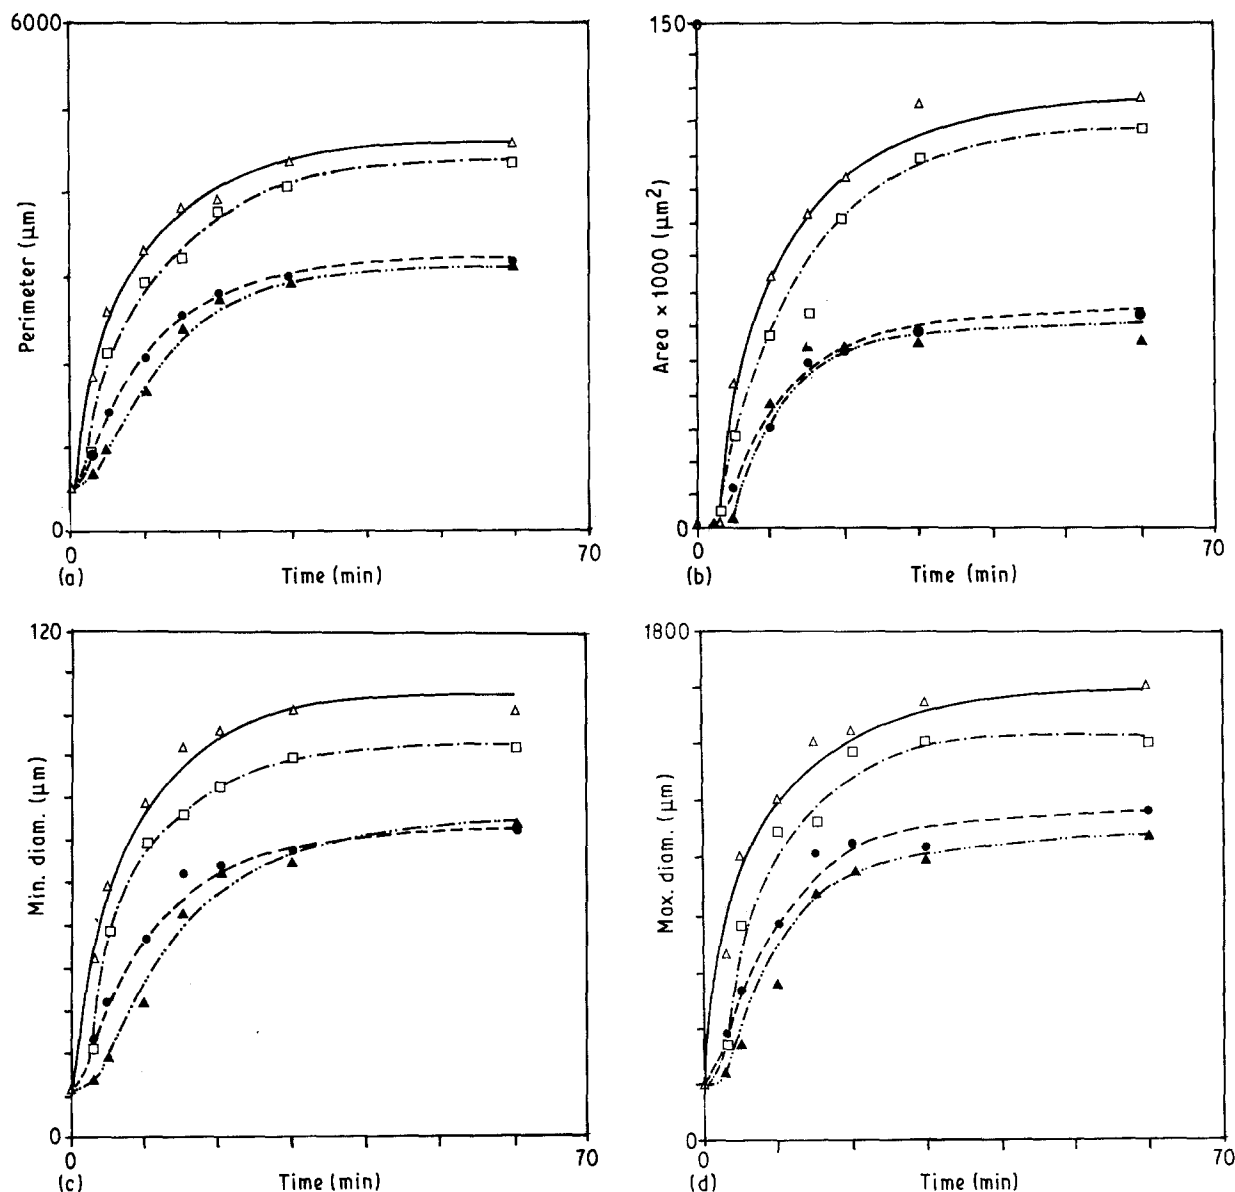 6000
Perimeter (μm)
0
0
70
(a)
Time (min)
150
Area × 1000 (μm²)
0
0
70
(b)
Time (min)
120
Min. diam. (μm)
0
0
70
(c)
Time (min)
1800
Max. diam. (μm)
0
0
70
(d)
Time (min)